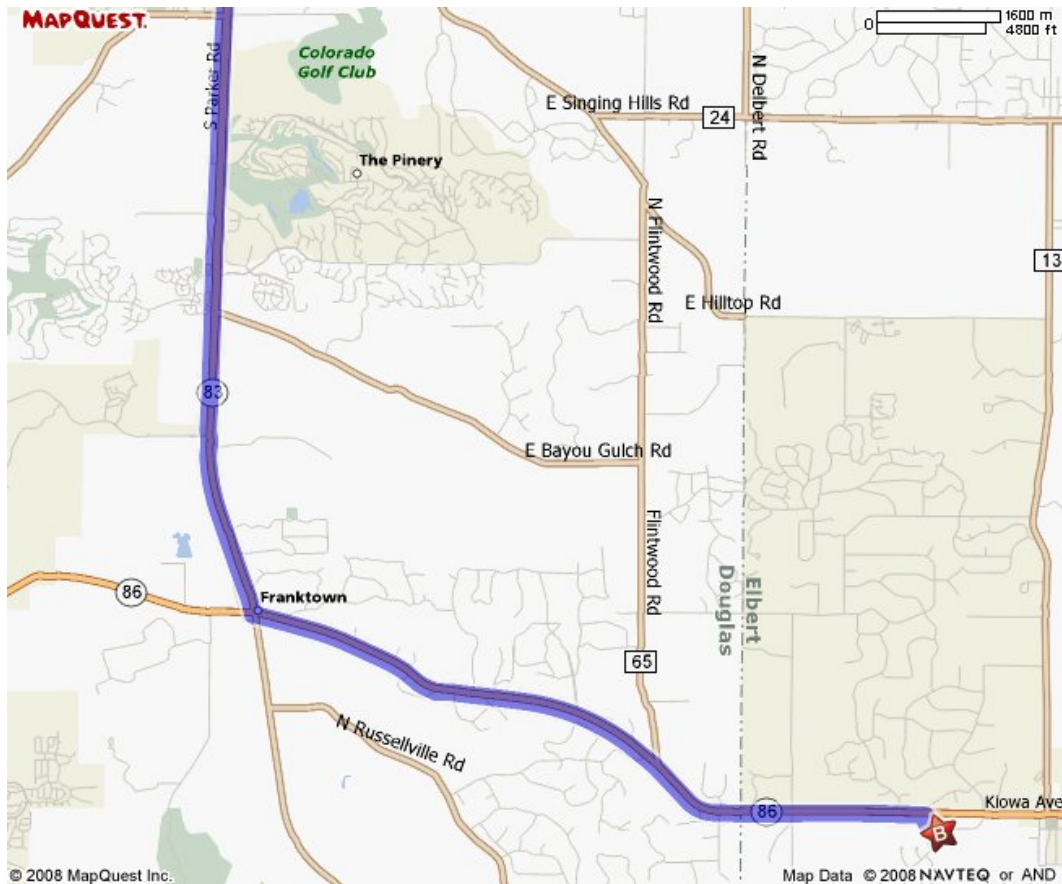 MAPQUEST.
0
1600 m
4800 ft
Colorado
Golf Club
S Parker Rd
E Singing Hills Rd
24
N Delbert Rd
The Pinery
N Flintwood Rd
13
E Hilltop Rd
83
E Bayou Gulch Rd
Flintwood Rd
Elbert
Douglas
86
Franktown
65
N Russellville Rd
86
Kiowa Ave
B
© 2008 MapQuest Inc.
Map Data © 2008 NAVTEQ or AND